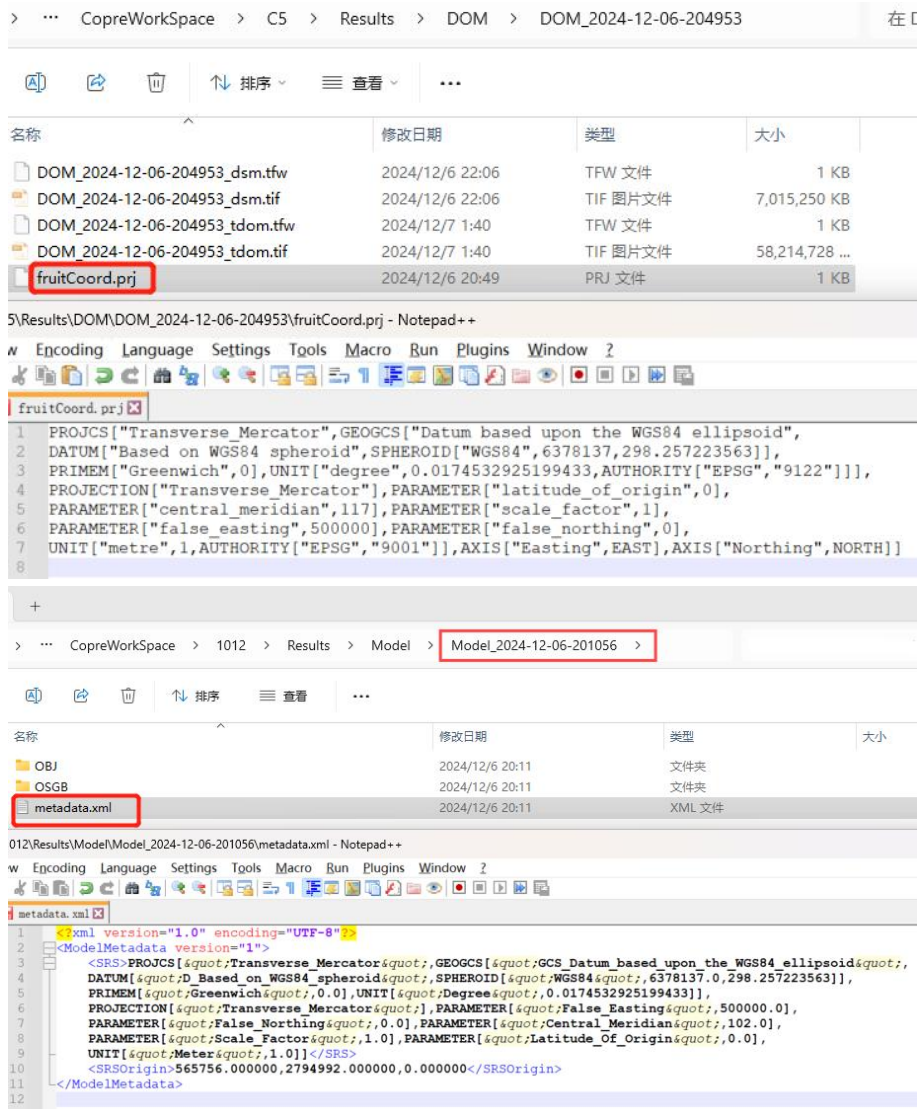 > ··· CopreWorkSpace > C5 > Results > DOM > DOM_2024-12-06-204953 在 D
排序 查看 ···
名称 修改日期 类型 大小
DOM_2024-12-06-204953_dsm.tfw 2024/12/6 22:06 TFW 文件 1 KB
DOM_2024-12-06-204953_dsm.tif 2024/12/6 22:06 TIF 图片文件 7,015,250 KB
DOM_2024-12-06-204953_tdom.tfw 2024/12/7 1:40 TFW 文件 1 KB
DOM_2024-12-06-204953_tdom.tif 2024/12/7 1:40 TIF 图片文件 58,214,728 ...
fruitCoord.prj 2024/12/6 20:49 PRJ 文件 1 KB
5\Results\DOM\DOM_2024-12-06-204953\fruitCoord.prj - Notepad++
w Encoding Language Settings Tools Macro Run Plugins Window ?
fruitCoord.prj
1 PROJCS["Transverse_Mercator",GEOGCS["Datum based upon the WGS84 ellipsoid",
2 DATUM["Based on WGS84 spheroid",SPHEROID["WGS84",6378137,298.257223563]],
3 PRIMEM["Greenwich",0],UNIT["degree",0.0174532925199433,AUTHORITY["EPSG","9122"]]],
4 PROJECTION["Transverse_Mercator"],PARAMETER["latitude_of_origin",0],
5 PARAMETER["central_meridian",117],PARAMETER["scale_factor",1],
6 PARAMETER["false_easting",500000],PARAMETER["false_northing",0],
7 UNIT["metre",1,AUTHORITY["EPSG","9001"]],AXIS["Easting",EAST],AXIS["Northing",NORTH]]
8
+
> ··· CopreWorkSpace > 1012 > Results > Model > Model_2024-12-06-201056 >
排序 查看 ···
名称 修改日期 类型 大小
OBJ 2024/12/6 20:11 文件夹
OSGB 2024/12/6 20:11 文件夹
metadata.xml 2024/12/6 20:11 XML 文件
012\Results\Model\Model_2024-12-06-201056\metadata.xml - Notepad++
w Encoding Language Settings Tools Macro Run Plugins Window ?
metadata.xml
1 <?xml version="1.0" encoding="UTF-8"?>
2 <ModelMetadata version="1">
3 <SRS>PROJCS[&quot;Transverse_Mercator&quot;,GEOGCS[&quot;GCS_Datum_based_upon_the_WGS84_ellipsoid&quot;,
4 DATUM[&quot;D_Based_on_WGS84_spheroid&quot;,SPHEROID[&quot;WGS84&quot;,6378137.0,298.257223563]],
5 PRIMEM[&quot;Greenwich&quot;,0.0],UNIT[&quot;Degree&quot;,0.0174532925199433]],
6 PROJECTION[&quot;Transverse_Mercator&quot;],PARAMETER[&quot;False_Easting&quot;,500000.0],
7 PARAMETER[&quot;False_Northing&quot;,0.0],PARAMETER[&quot;Central_Meridian&quot;,102.0],
8 PARAMETER[&quot;Scale_Factor&quot;,1.0],PARAMETER[&quot;Latitude_Of_Origin&quot;,0.0],
9 UNIT[&quot;Meter&quot;,1.0]]</SRS>
10 <SRSOrigin>565756.000000,2794992.000000,0.000000</SRSOrigin>
11 </ModelMetadata>
12